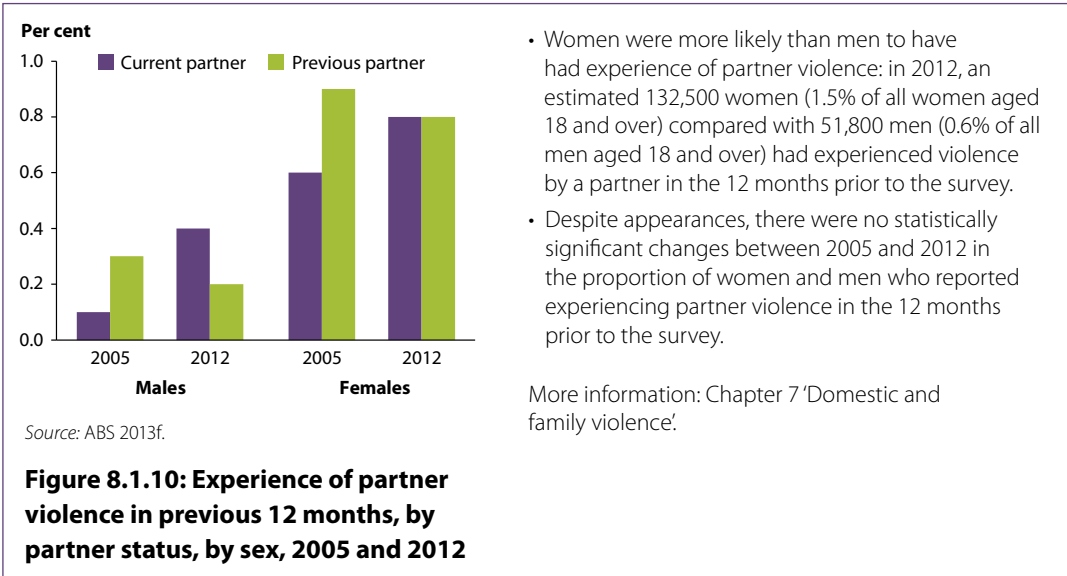 Per cent
Current partner Previous partner
1.0
0.8
0.6
0.4
0.2
0.0
2005 2012 2005 2012
Males Females
Source: ABS 2013f.
Figure 8.1.10: Experience of partner
violence in previous 12 months, by
partner status, by sex, 2005 and 2012
• Women were more likely than men to have
had experience of partner violence: in 2012, an
estimated 132,500 women (1.5% of all women aged
18 and over) compared with 51,800 men (0.6% of all
men aged 18 and over) had experienced violence
by a partner in the 12 months prior to the survey.
• Despite appearances, there were no statistically
significant changes between 2005 and 2012 in
the proportion of women and men who reported
experiencing partner violence in the 12 months
prior to the survey.
More information: Chapter 7 ‘Domestic and
family violence’.